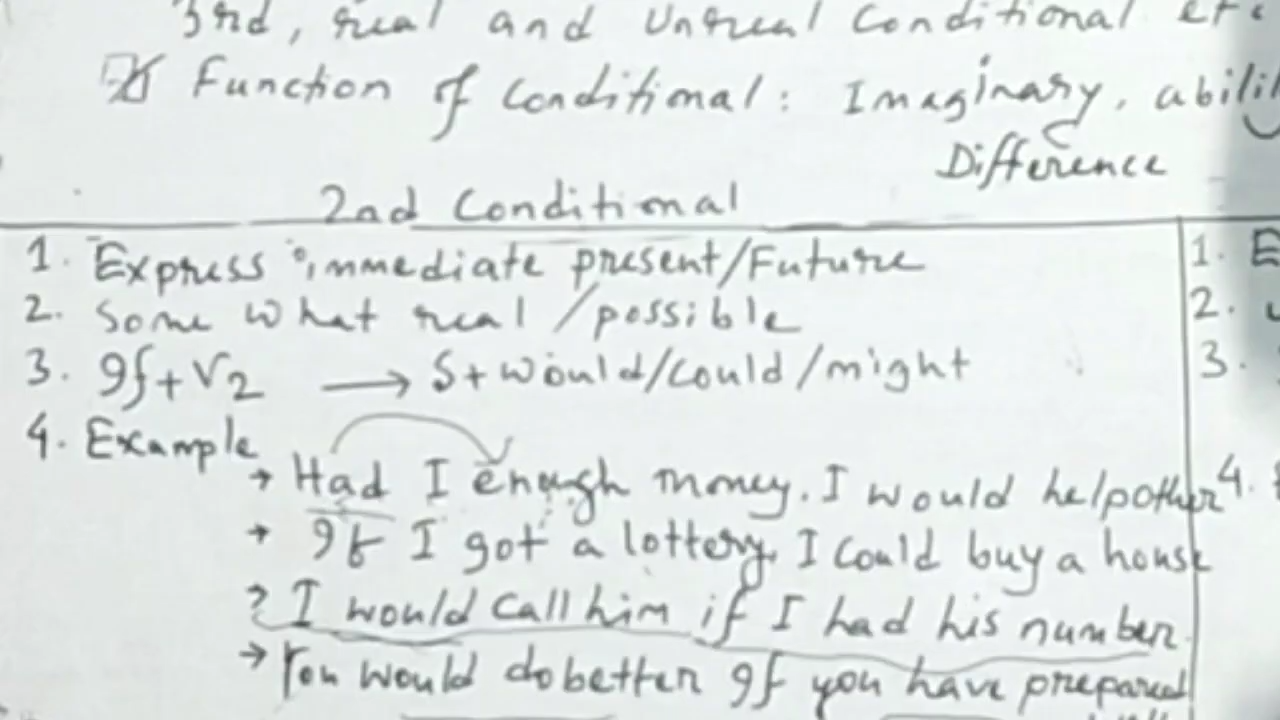 3rd, real and Unreal Conditional etc
Function of Conditional: Imaginary, abili
Difference
2nd Conditional
1. Express immediate present/Future
2. Some what real / possible
3. If + V2 → S + would/could/might
4. Example
→ Had I enough money. I would help other
→ If I got a lottery, I could buy a house
? I would call him if I had his number
→ You would do better If you have prepared
1. E
2.
3.
4.